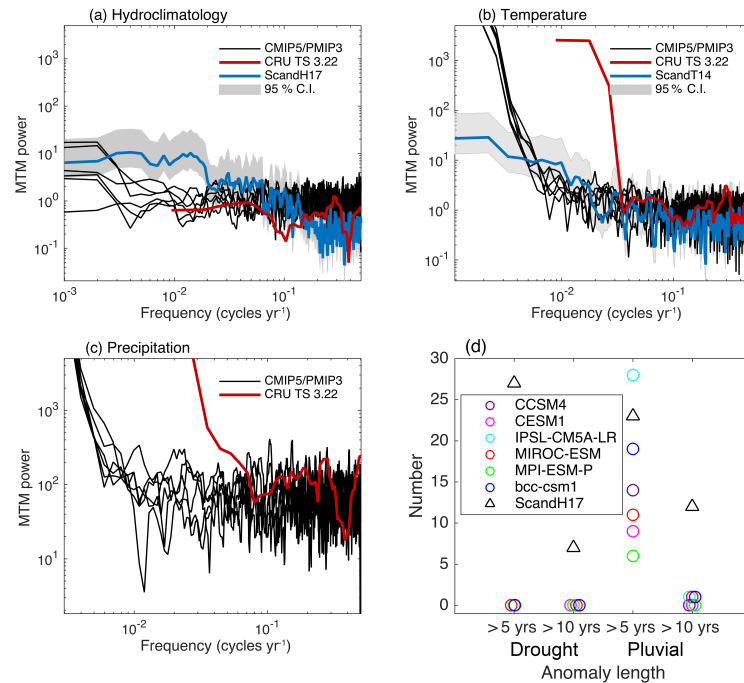 (a) Hydroclimatology
CMIP5/PMIP3
CRU TS 3.22
ScandH17
95 % C.I.
10³
10²
10¹
10⁰
10⁻¹
MTM power
10⁻³
10⁻²
10⁻¹
Frequency (cycles yr⁻¹)
(b) Temperature
CMIP5/PMIP3
CRU TS 3.22
ScandT14
95 % C.I.
10³
10²
10¹
10⁰
10⁻¹
MTM power
10⁻²
10⁻¹
Frequency (cycles yr⁻¹)
(c) Precipitation
CMIP5/PMIP3
CRU TS 3.22
10³
10²
10¹
MTM power
10⁻²
10⁻¹
Frequency (cycles yr⁻¹)
(d)
30
25
20
15
10
5
0
Number
CCSM4
CESM1
IPSL-CM5A-LR
MIROC-ESM
MPI-ESM-P
bcc-csm1
ScandH17
> 5 yrs > 10 yrs > 5 yrs > 10 yrs
Drought Pluvial
Anomaly length